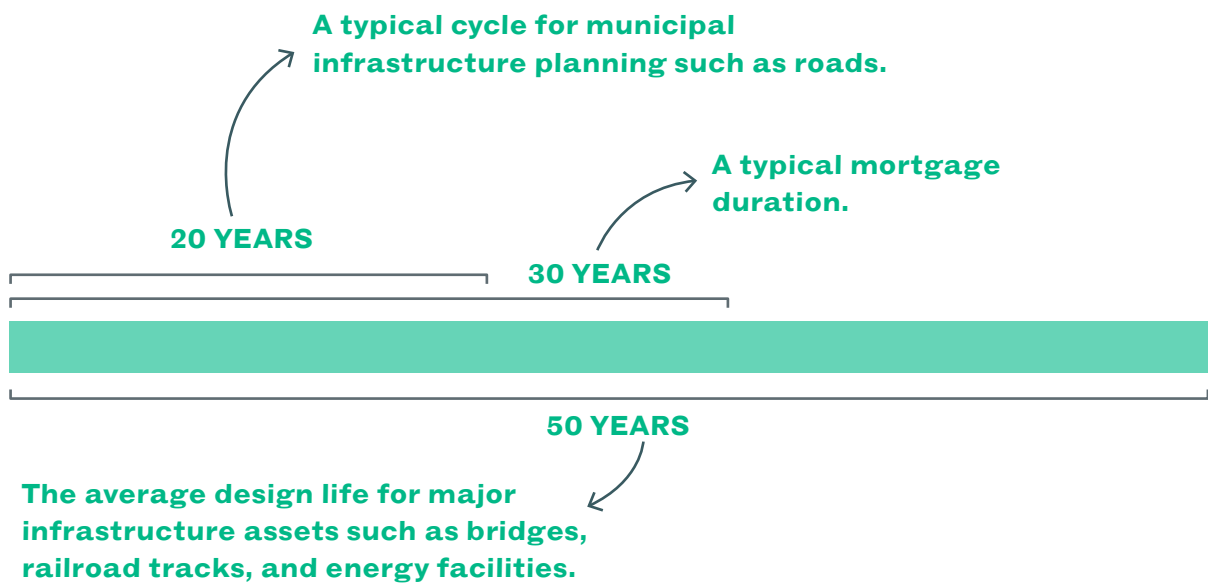 A typical cycle for municipal
infrastructure planning such as roads.
A typical mortgage
duration.
20 YEARS
30 YEARS
50 YEARS
The average design life for major
infrastructure assets such as bridges,
railroad tracks, and energy facilities.